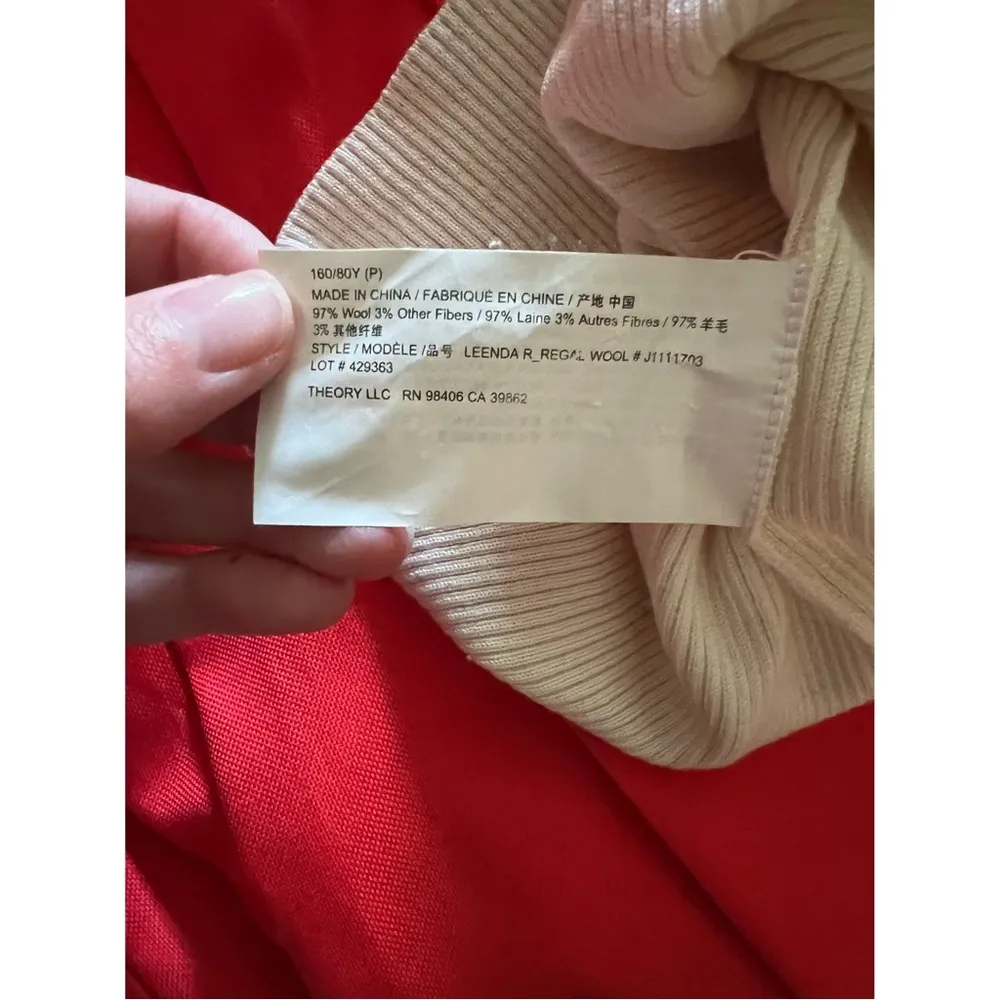 160/80Y (P)
MADE IN CHINA / FABRIQUÉ EN CHINE / 产地 中国
97% Wool 3% Other Fibers / 97% Laine 3% Autres Fibres / 97% 羊毛
3% 其他纤维
STYLE / MODÈLE /品号 LEENDA R_REGAL WOOL # J1111703
LOT # 429363
THEORY LLC RN 98406 CA 39862